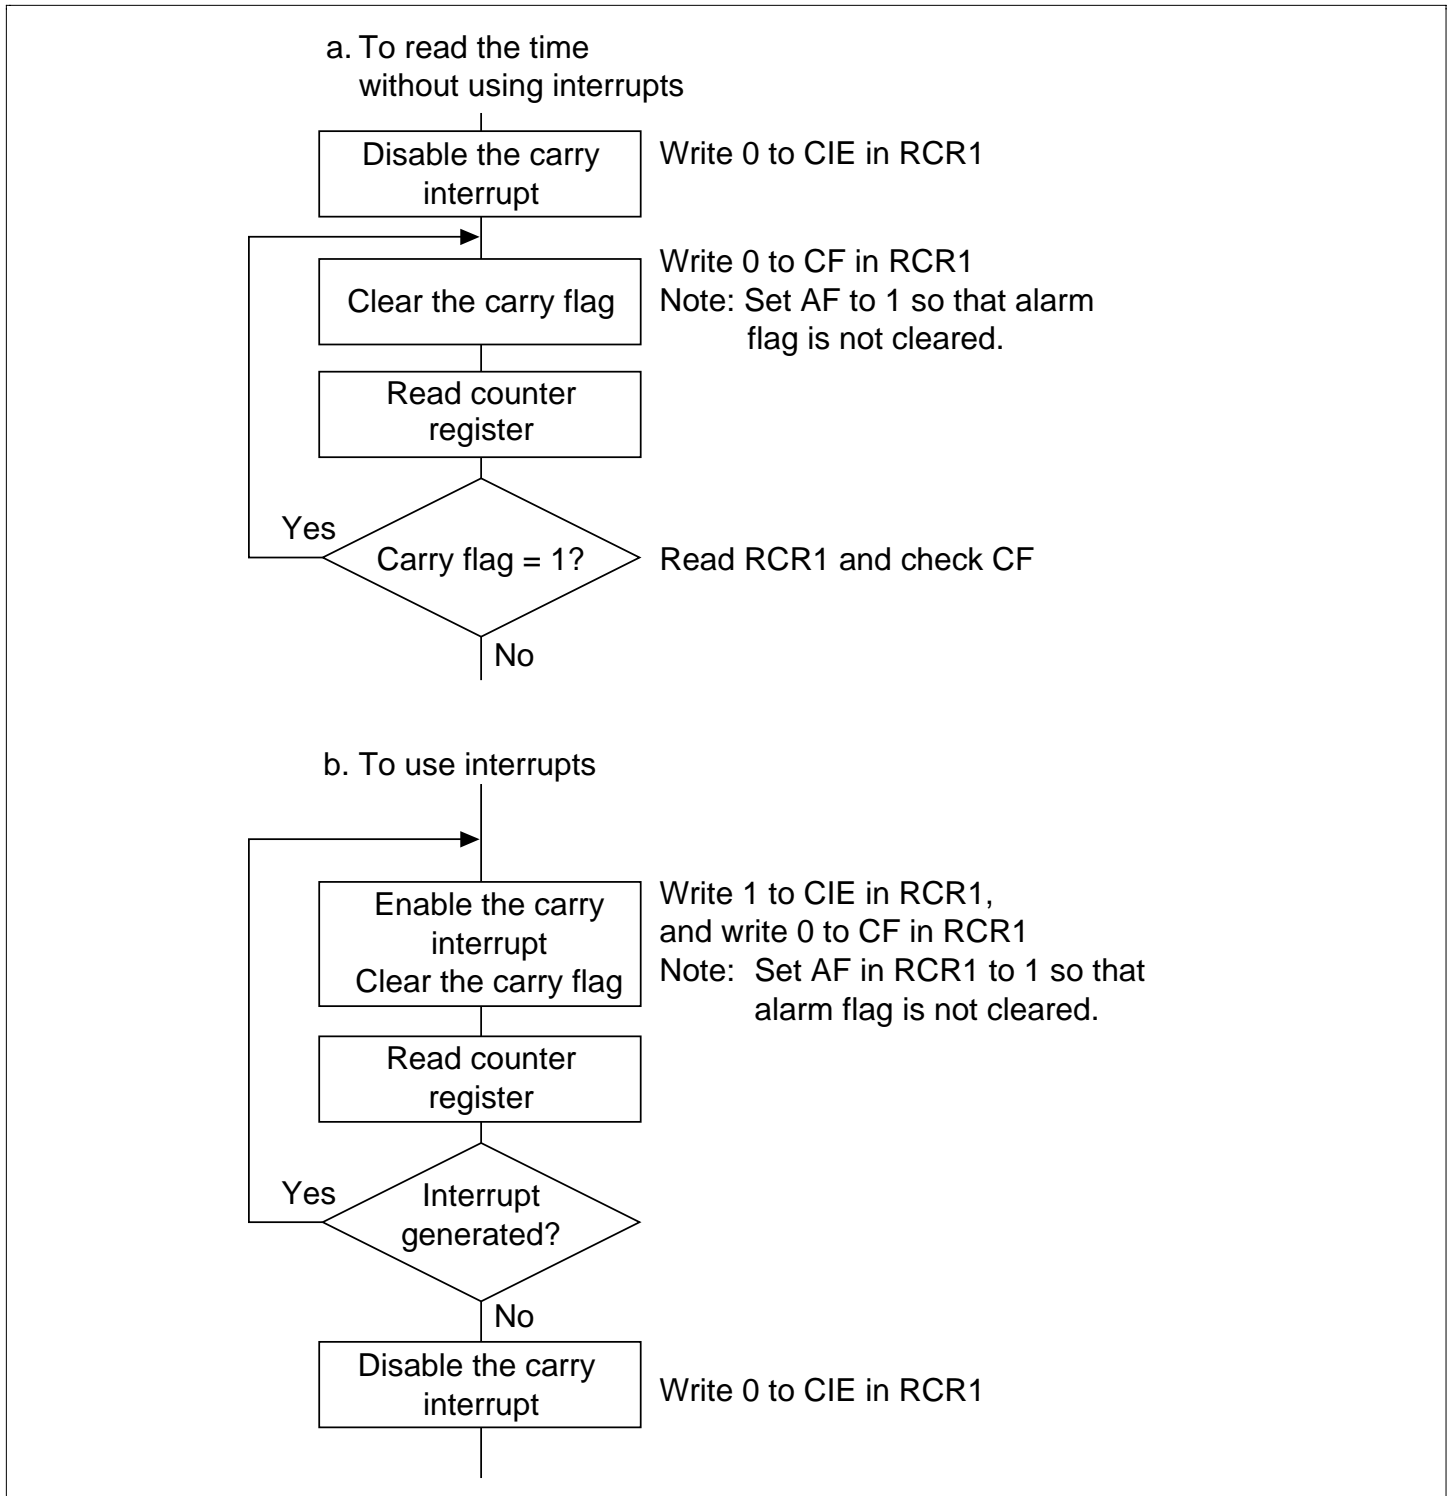 a. To read the time
without using interrupts
Disable the carry
interrupt
Write 0 to CIE in RCR1
Clear the carry flag
Write 0 to CF in RCR1
Note: Set AF to 1 so that alarm
flag is not cleared.
Read counter
register
Yes
Carry flag = 1?
Read RCR1 and check CF
No
b. To use interrupts
Enable the carry
interrupt
Clear the carry flag
Write 1 to CIE in RCR1,
and write 0 to CF in RCR1
Note: Set AF in RCR1 to 1 so that
alarm flag is not cleared.
Read counter
register
Yes
Interrupt
generated?
No
Disable the carry
interrupt
Write 0 to CIE in RCR1